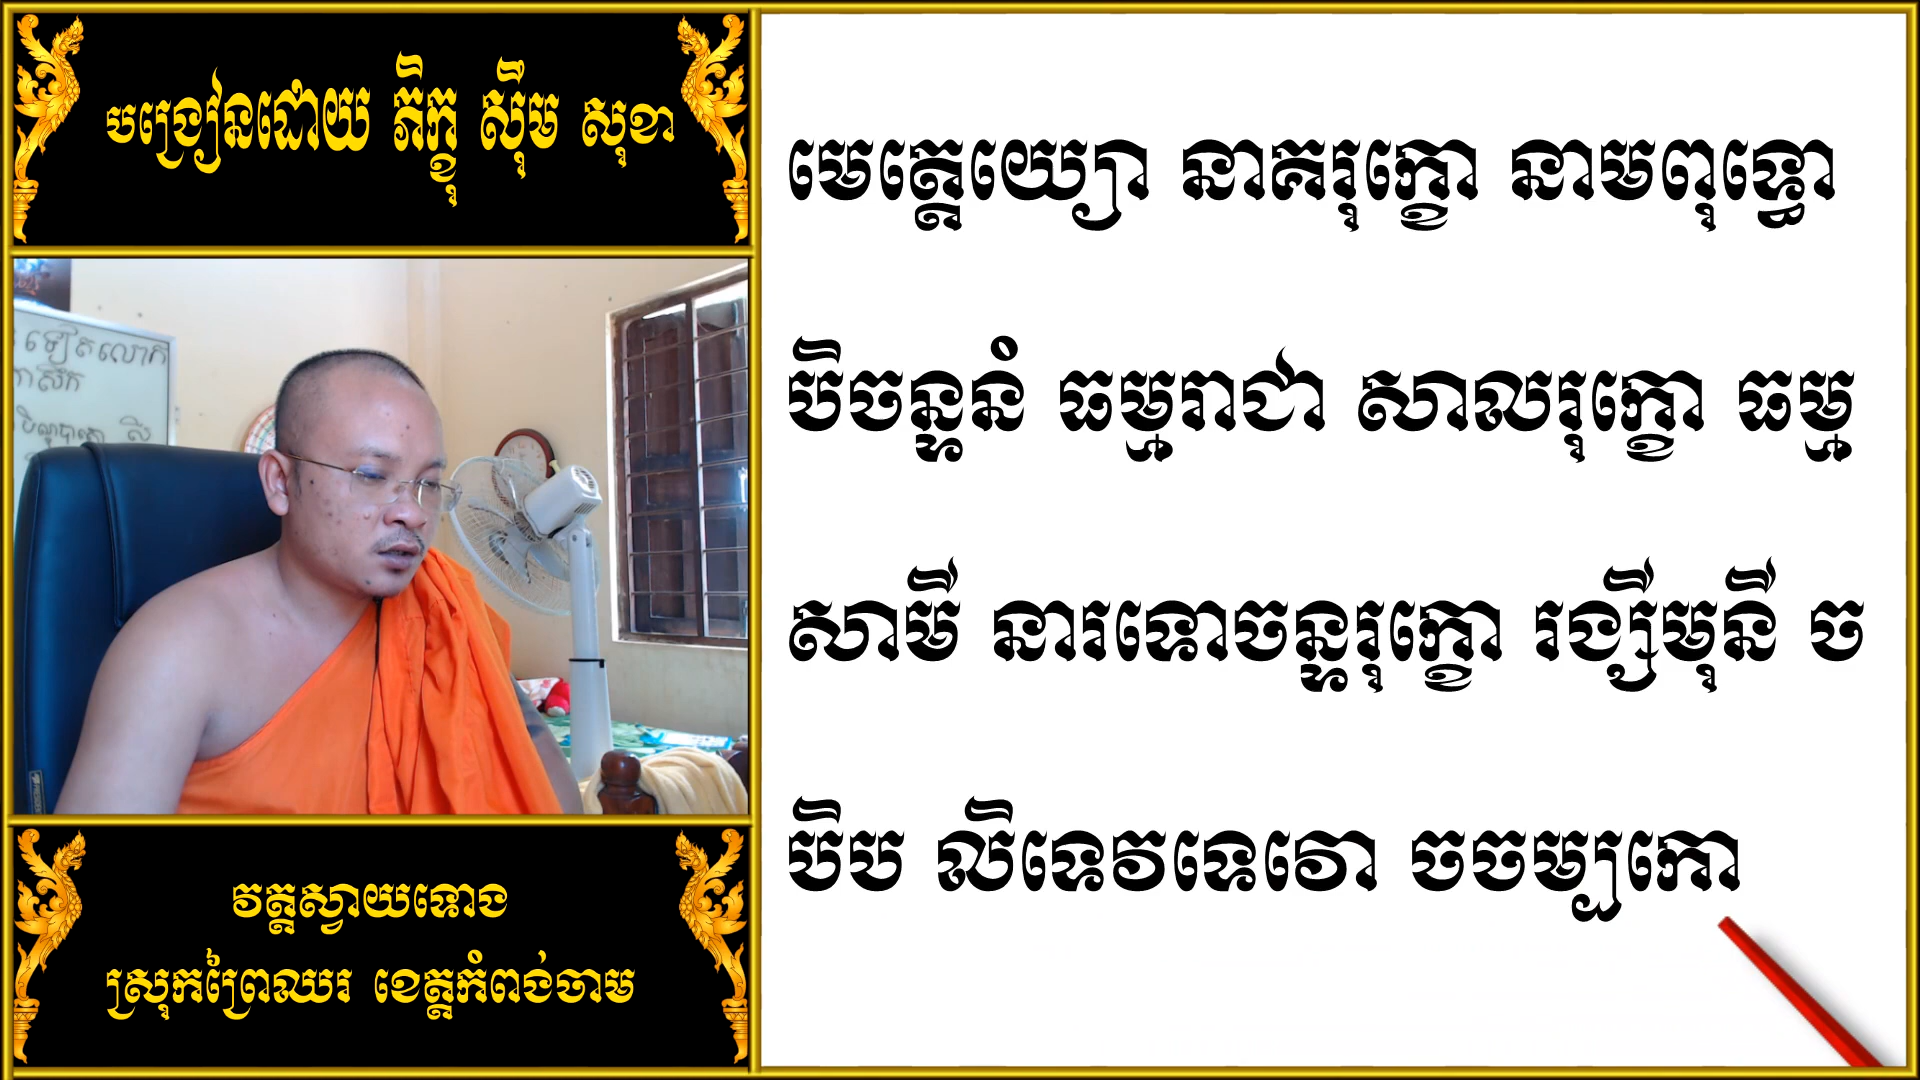 បង្រៀនដោយ ភិក្ខុ ស៊ឹម សុខា
ទៀតលោក
វត្តស្វាយទោង
ស្រុកព្រៃឈរ ខេត្តកំពង់ចាម
មេត្តេយ្យោ នាគរុក្ខោ នាមពុទ្ធោ
បិចន្ទនំ ធម្មរាជា សាលរុក្ខោ ធម្ម
សាមី នារទោចន្ទរុក្ខោ រង្ស៊ីមុនី ច
បិប លិទេវទេវោ ចចម្បកោ